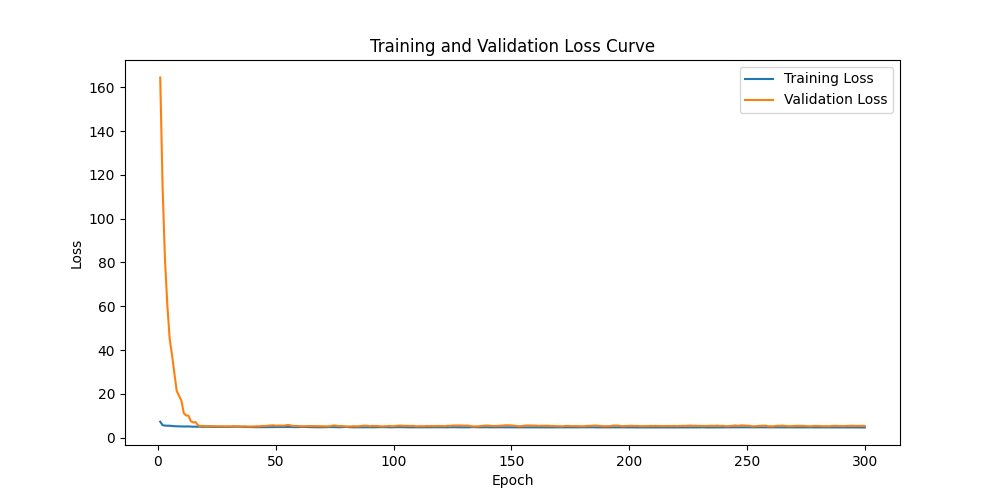 Training and Validation Loss Curve
Training Loss
Validation Loss
160
140
120
100
80
60
40
20
0
Loss
0 50 100 150 200 250 300
Epoch